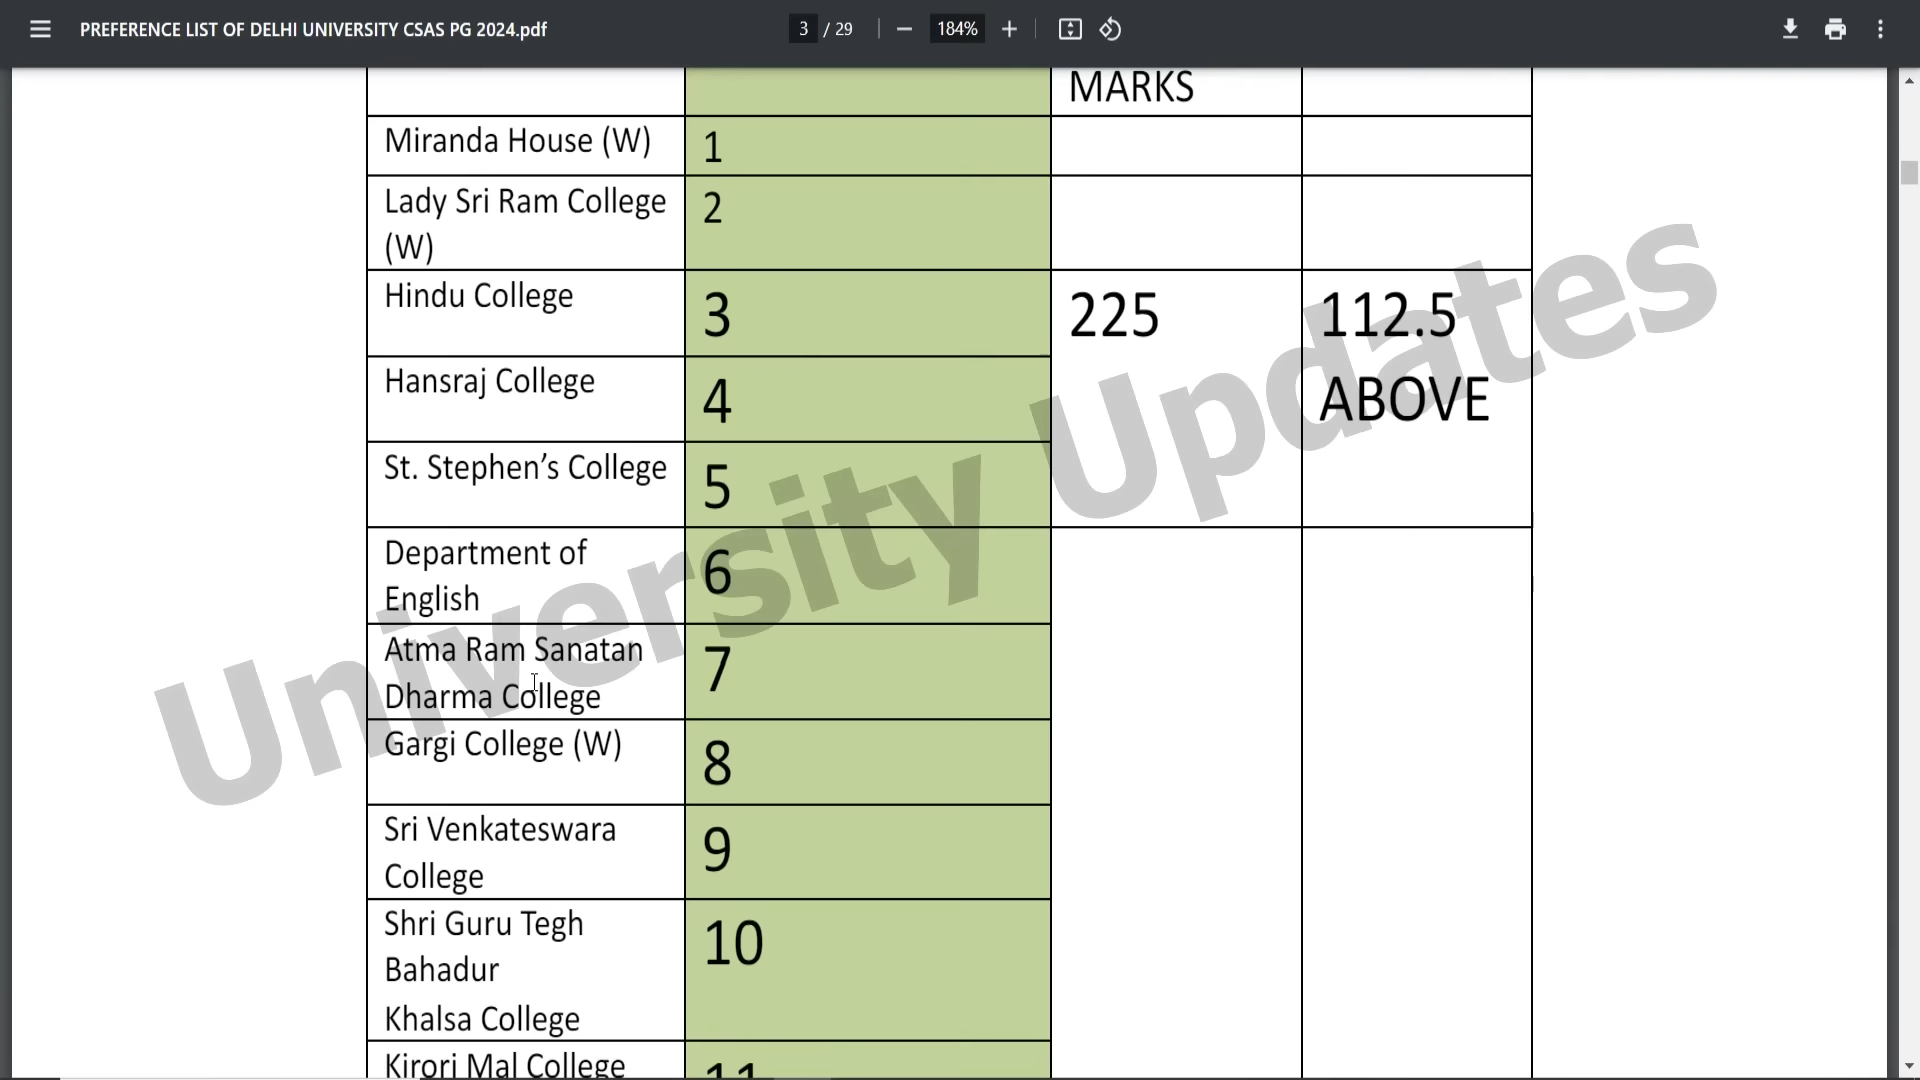 PREFERENCE LIST OF DELHI UNIVERSITY CSAS PG 2024.pdf
3 / 29
184%
MARKS
Miranda House (W) 1
Lady Sri Ram College 2
(W)
Hindu College 3 225 112.5
Hansraj College 4 ABOVE
St. Stephen’s College 5
Department of 6
English
Atma Ram Sanatan 7
Dharma College
Gargi College (W) 8
Sri Venkateswara 9
College
Shri Guru Tegh 10
Bahadur
Khalsa College
Kirori Mal College 11
University Updates